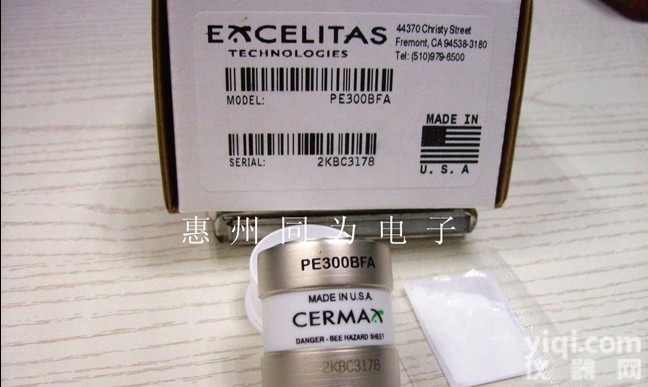 EXCELITAS
TECHNOLOGIES
44370 Christy Street
Fremont, CA 94538-3180
Tel: (510)979-6500
MODEL: PE300BFA
SERIAL: 2KBC3178
MADE IN
U.S.A
惠州同为电子
PE300BFA
MADE IN U.S.A.
CERMAX
DANGER - SEE HAZARD SHEET
2KBC3178
yiqi.com
仪器网